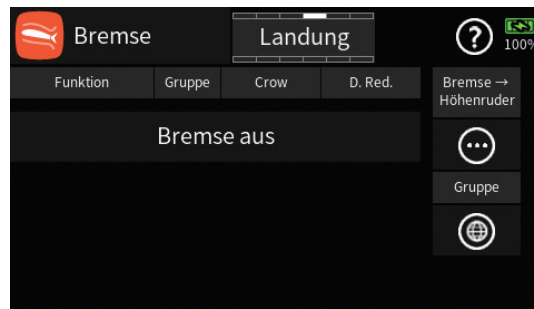 Bremse
Landung
?
100%
Funktion
Gruppe
Crow
D. Red.
Bremse →
Höhenruder
Bremse aus
Gruppe